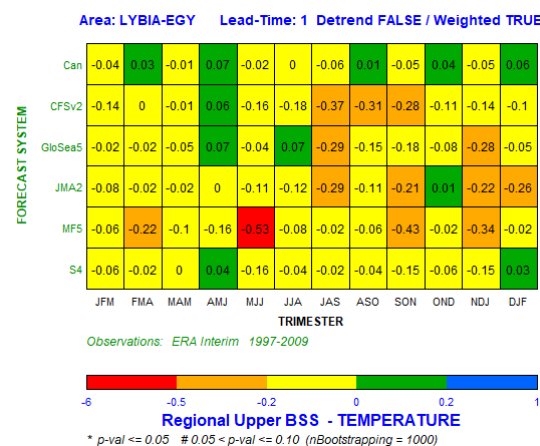 Area: LYBIA-EGY Lead-Time: 1 Detrend FALSE / Weighted TRUE
FORECAST SYSTEM
Can -0.04 0.03 -0.01 0.07 -0.02 0 -0.06 0.01 -0.05 0.04 -0.05 0.06
CFSv2 -0.14 0 -0.01 0.06 -0.16 -0.18 -0.37 -0.31 -0.28 -0.11 -0.14 -0.1
GloSea5 -0.02 -0.02 -0.05 0.07 -0.04 0.07 -0.29 -0.15 -0.18 -0.08 -0.28 -0.05
JMA2 -0.08 -0.02 -0.02 0 -0.11 -0.12 -0.29 -0.11 -0.21 0.01 -0.22 -0.26
MF5 -0.06 -0.22 -0.1 -0.16 -0.53 -0.08 -0.02 -0.06 -0.43 -0.02 -0.34 -0.02
S4 -0.06 -0.02 0 0.04 -0.16 -0.04 -0.02 -0.04 -0.15 -0.06 -0.15 0.03
JFM FMA MAM AMJ MJJ JJA JAS ASO SON OND NDJ DJF
TRIMESTER
Observations: ERA Interim 1997-2009
-6 -0.5 -0.2 0 0.2 1
Regional Upper BSS - TEMPERATURE
* p-val <= 0.05 # 0.05 < p-val <= 0.10 (nBootstrapping = 1000)